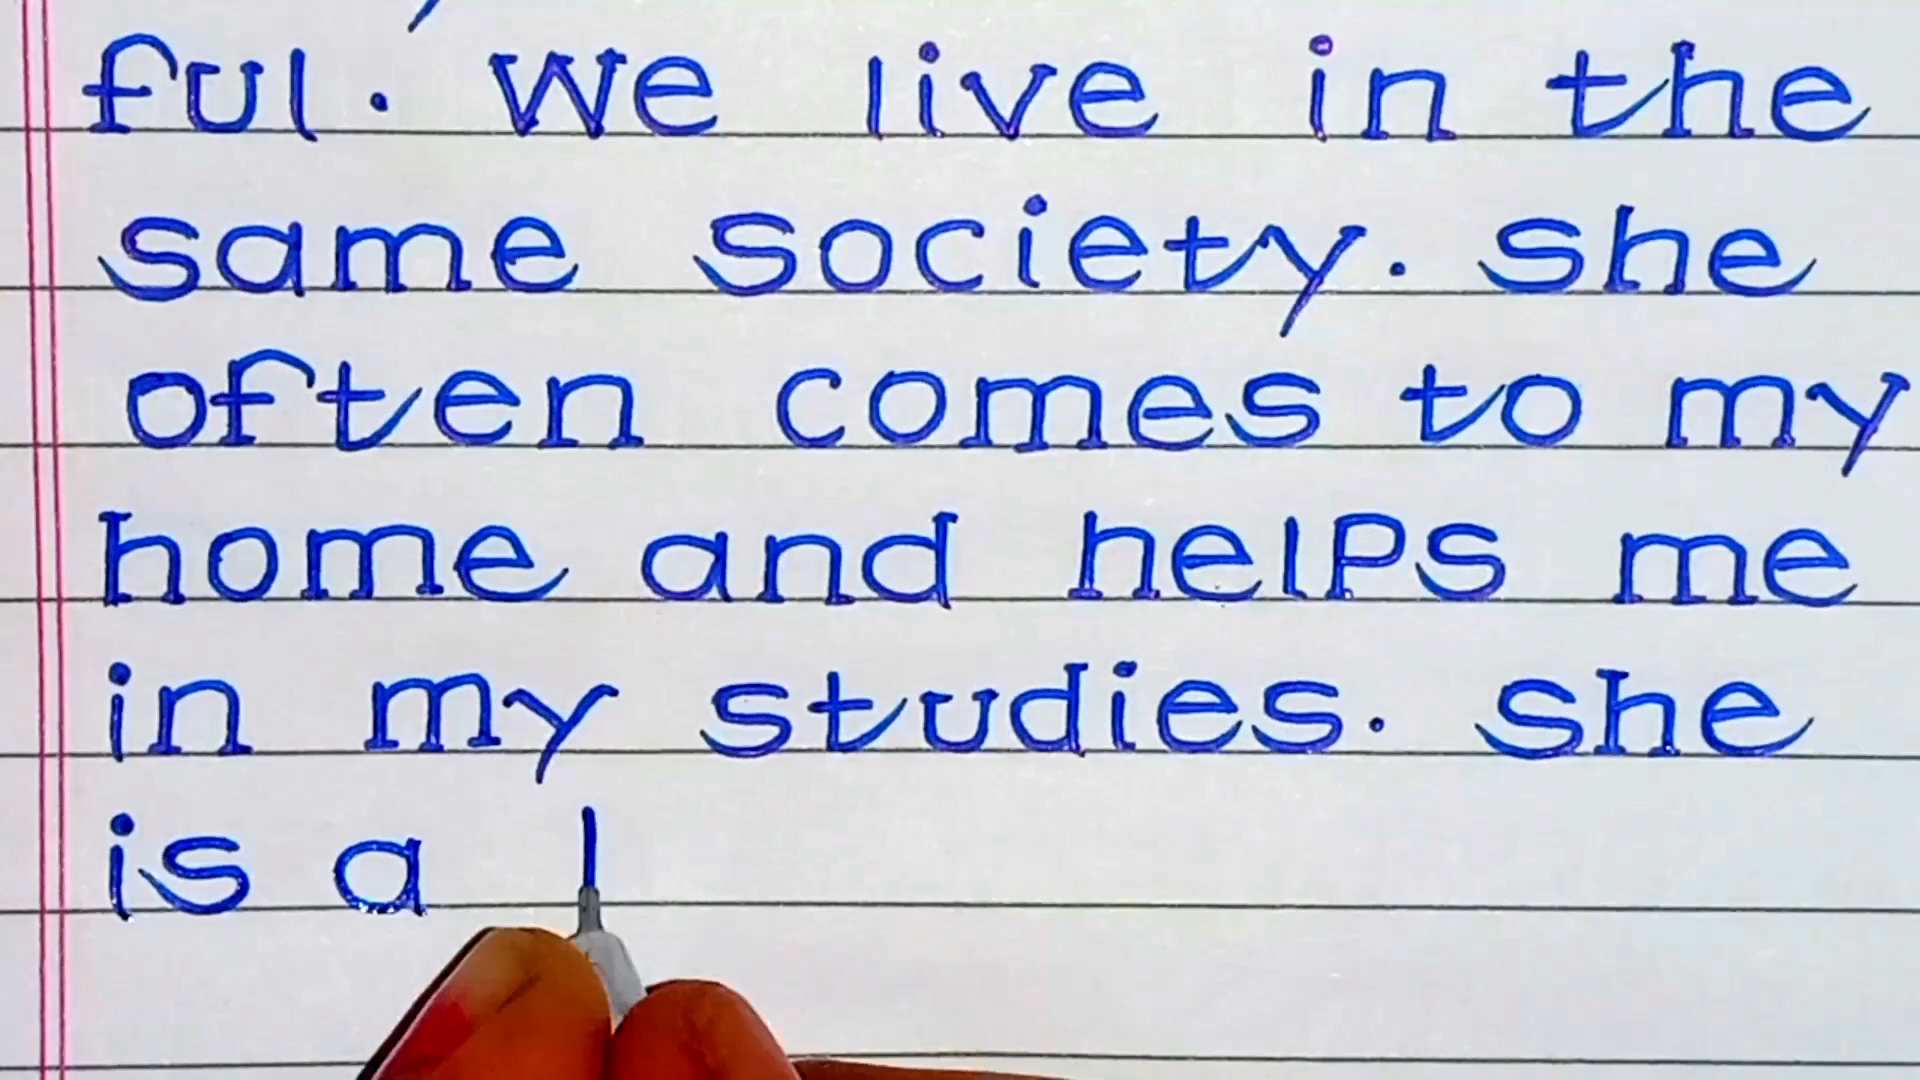 ful. We live in the
same society. she
often comes to my
home and helps me
in my studies. she
is a